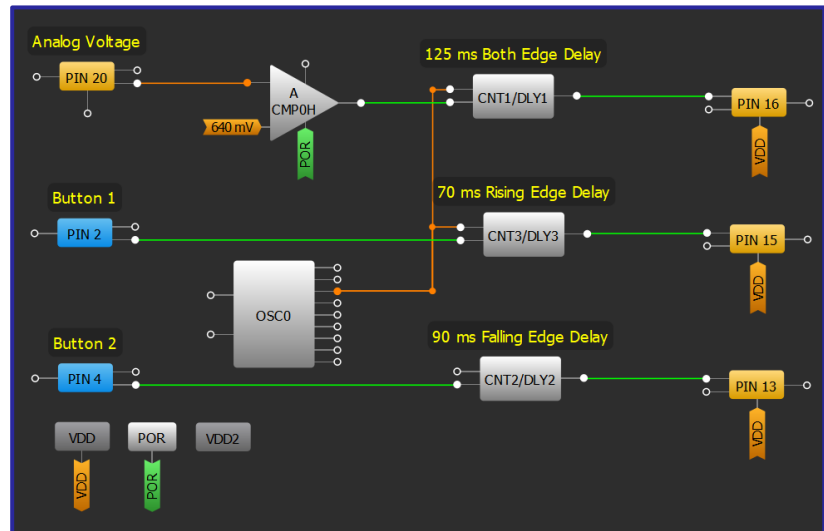 Analog Voltage
125 ms Both Edge Delay
PIN 20
A
CMP0H
CNT1/DLY1
PIN 16
640 mV
POR
VDD
Button 1
70 ms Rising Edge Delay
PIN 2
CNT3/DLY3
PIN 15
VDD
OSC0
Button 2
90 ms Falling Edge Delay
PIN 4
CNT2/DLY2
PIN 13
VDD
VDD
POR
VDD2
VDD
POR